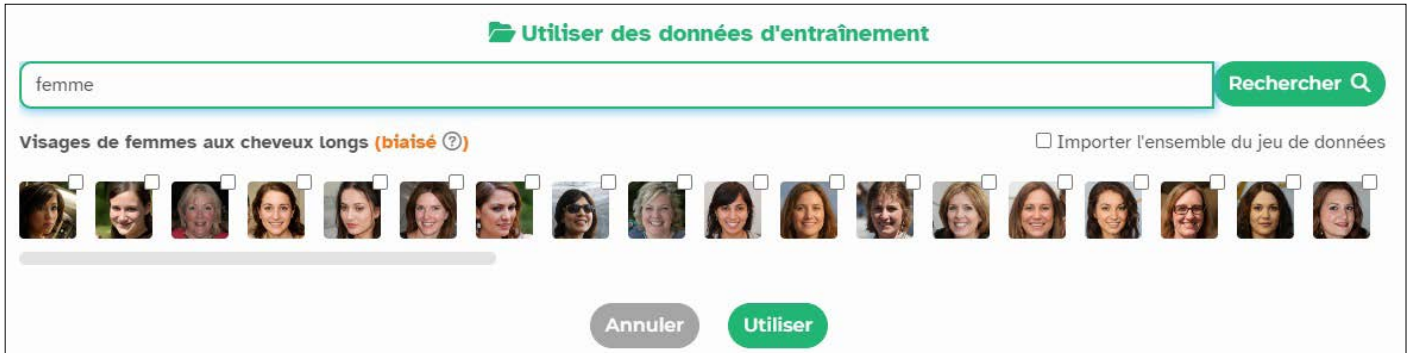 Utiliser des données d'entraînement
femme
Rechercher
Visages de femmes aux cheveux longs (biaisé ?)
Importer l'ensemble du jeu de données
Annuler
Utiliser